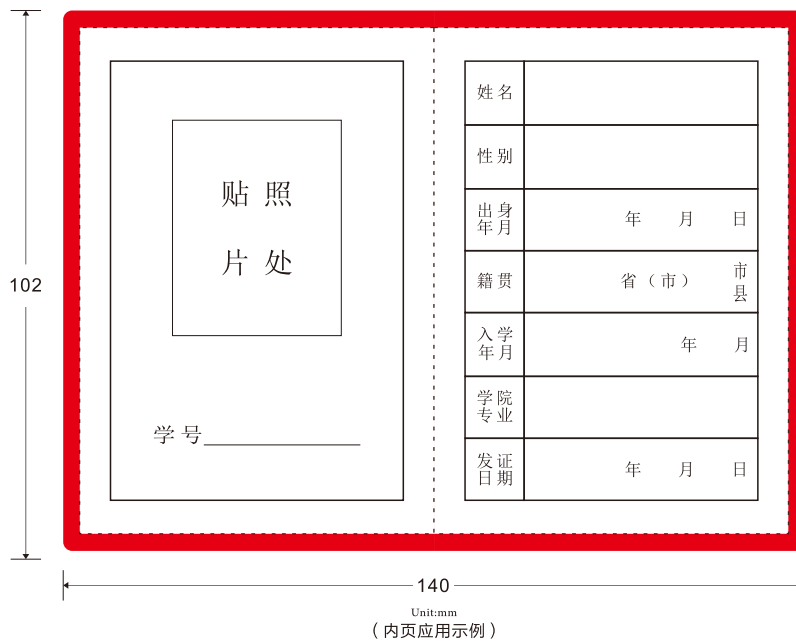 102
贴 照
片 处
学 号
姓 名
性 别
出 身
年 月
年 月 日
籍 贯
省（市） 市
县
入 学
年 月
年 月
学 院
专 业
发 证
日 期
年 月 日
140
Unit:mm
（ 内页应用示例 ）